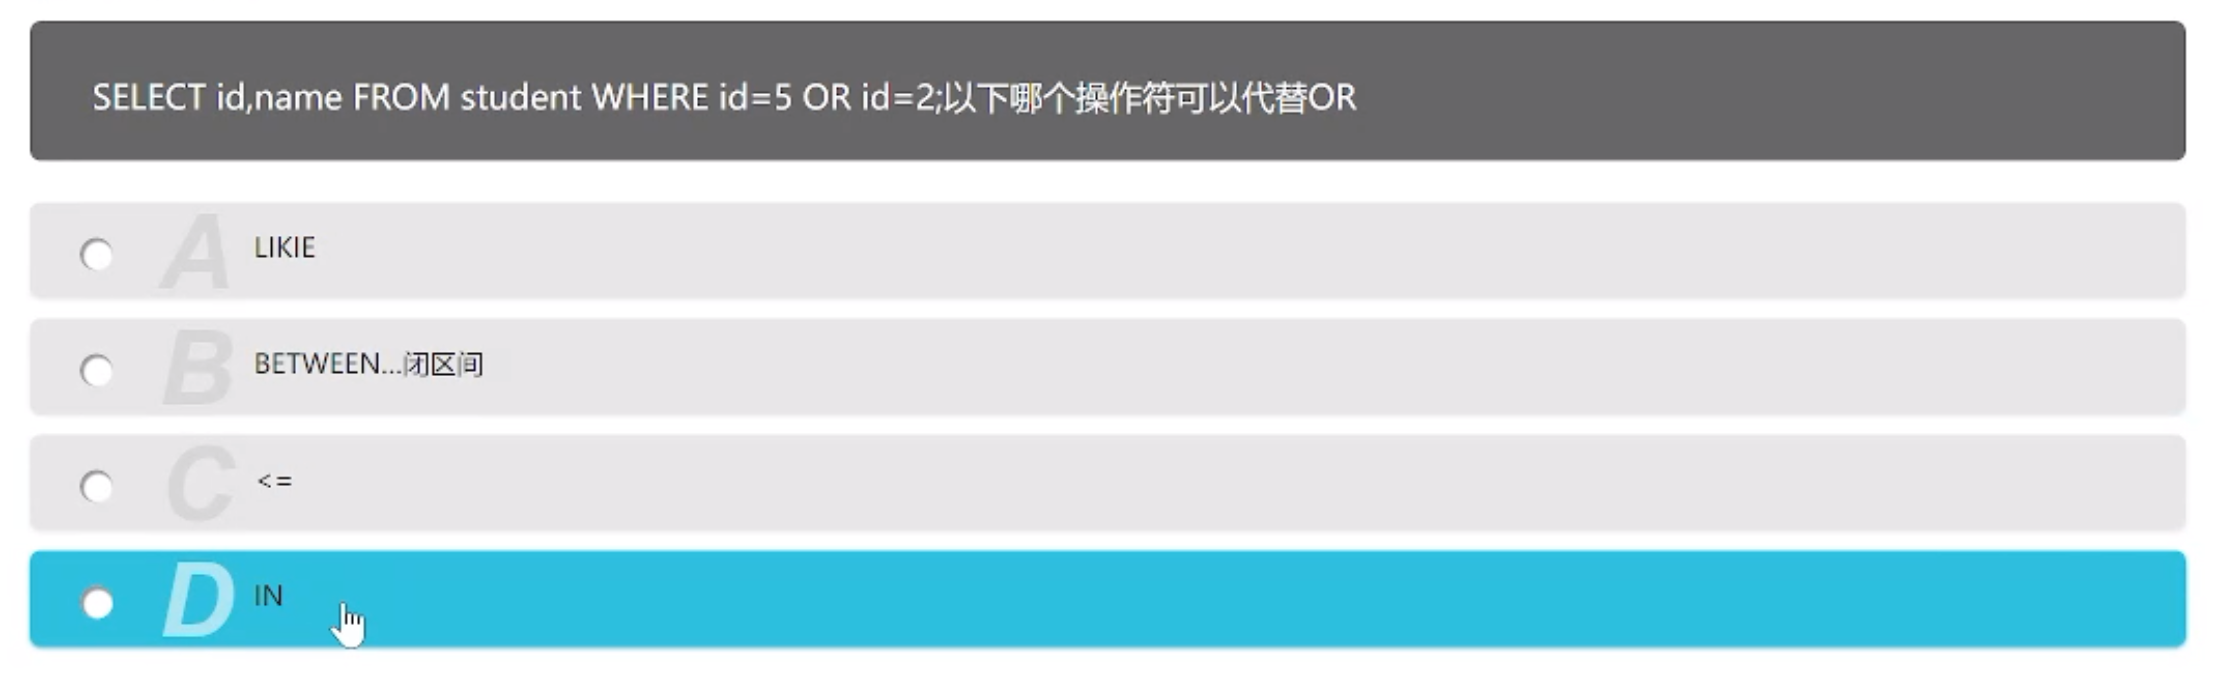 SELECT id,name FROM student WHERE id=5 OR id=2;以下哪个操作符可以代替OR
A LIKIE
B BETWEEN...闭区间
C <=
D IN